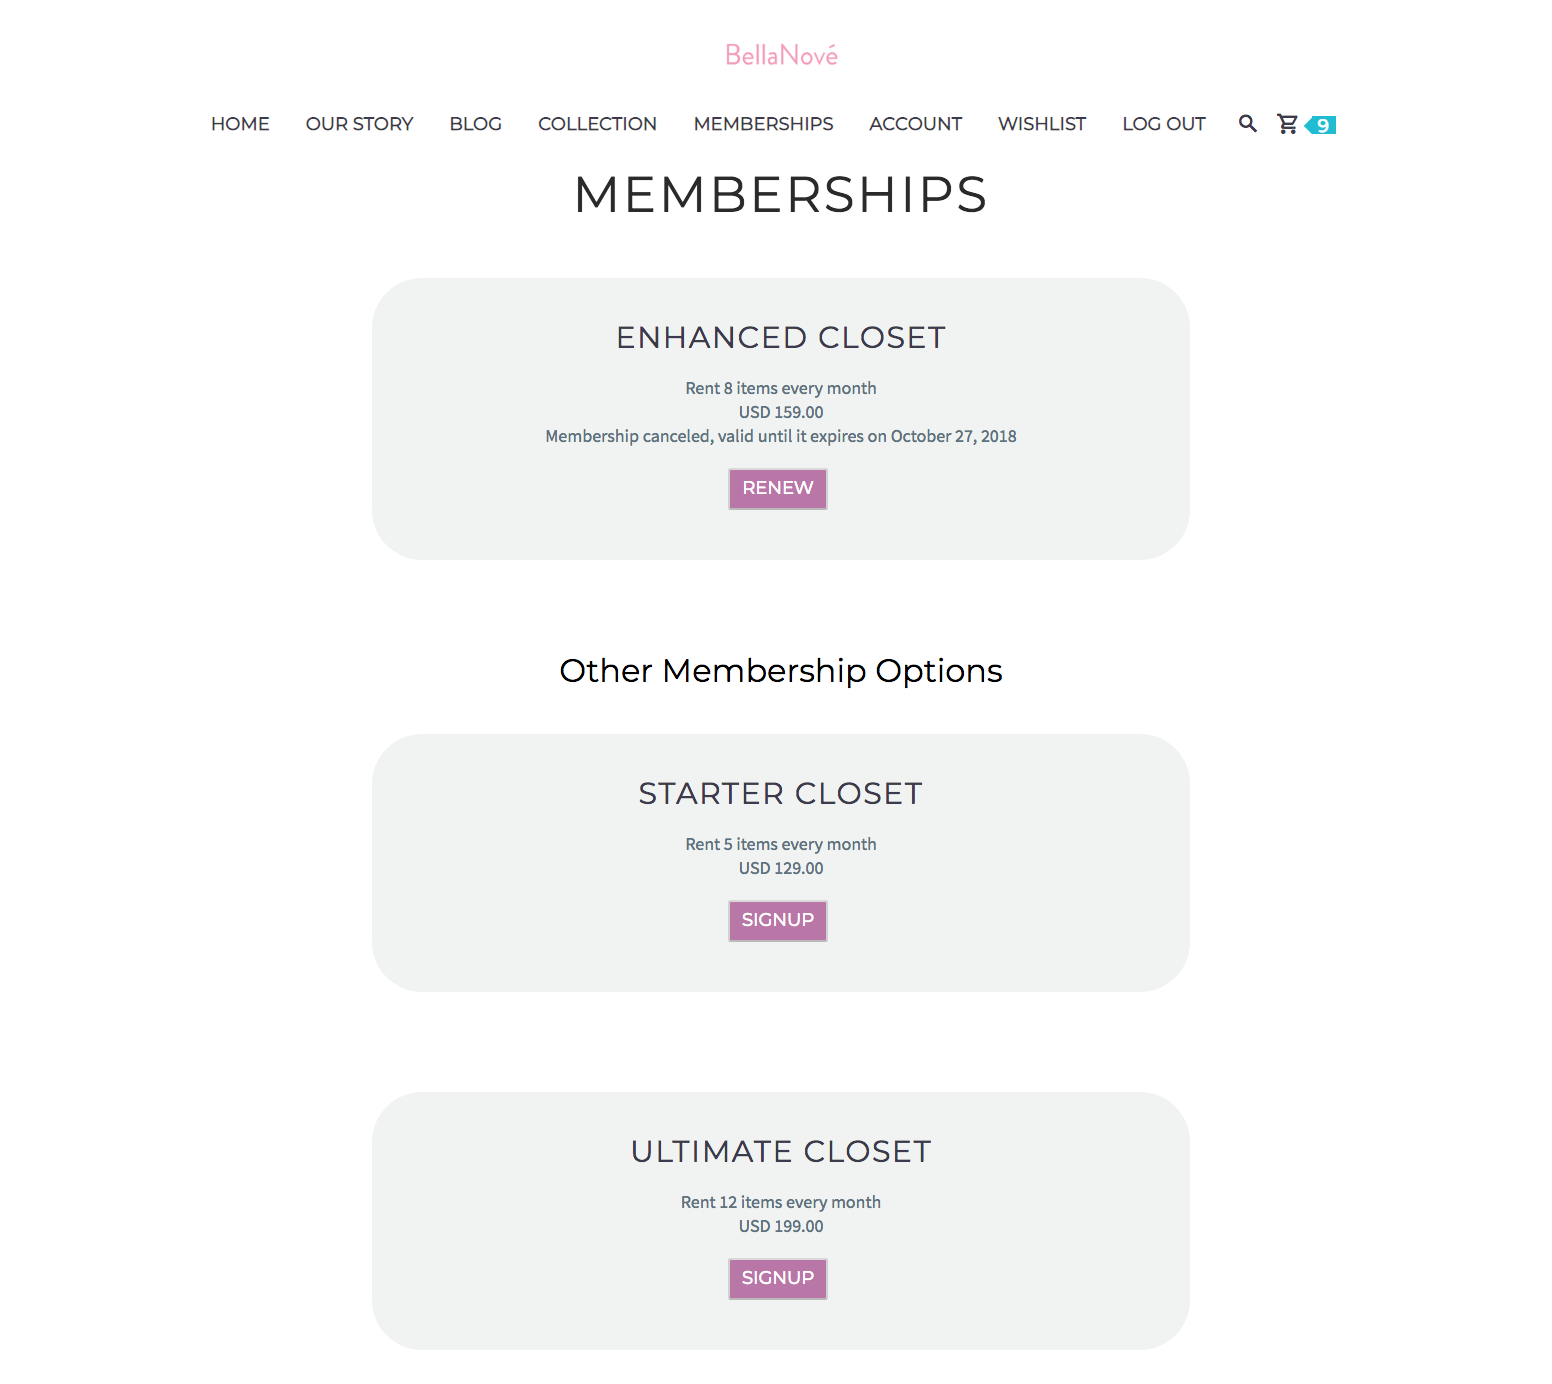 BellaNové
HOME OUR STORY BLOG COLLECTION MEMBERSHIPS ACCOUNT WISHLIST LOG OUT 9
MEMBERSHIPS
ENHANCED CLOSET
Rent 8 items every month
USD 159.00
Membership canceled, valid until it expires on October 27, 2018
RENEW
Other Membership Options
STARTER CLOSET
Rent 5 items every month
USD 129.00
SIGNUP
ULTIMATE CLOSET
Rent 12 items every month
USD 199.00
SIGNUP